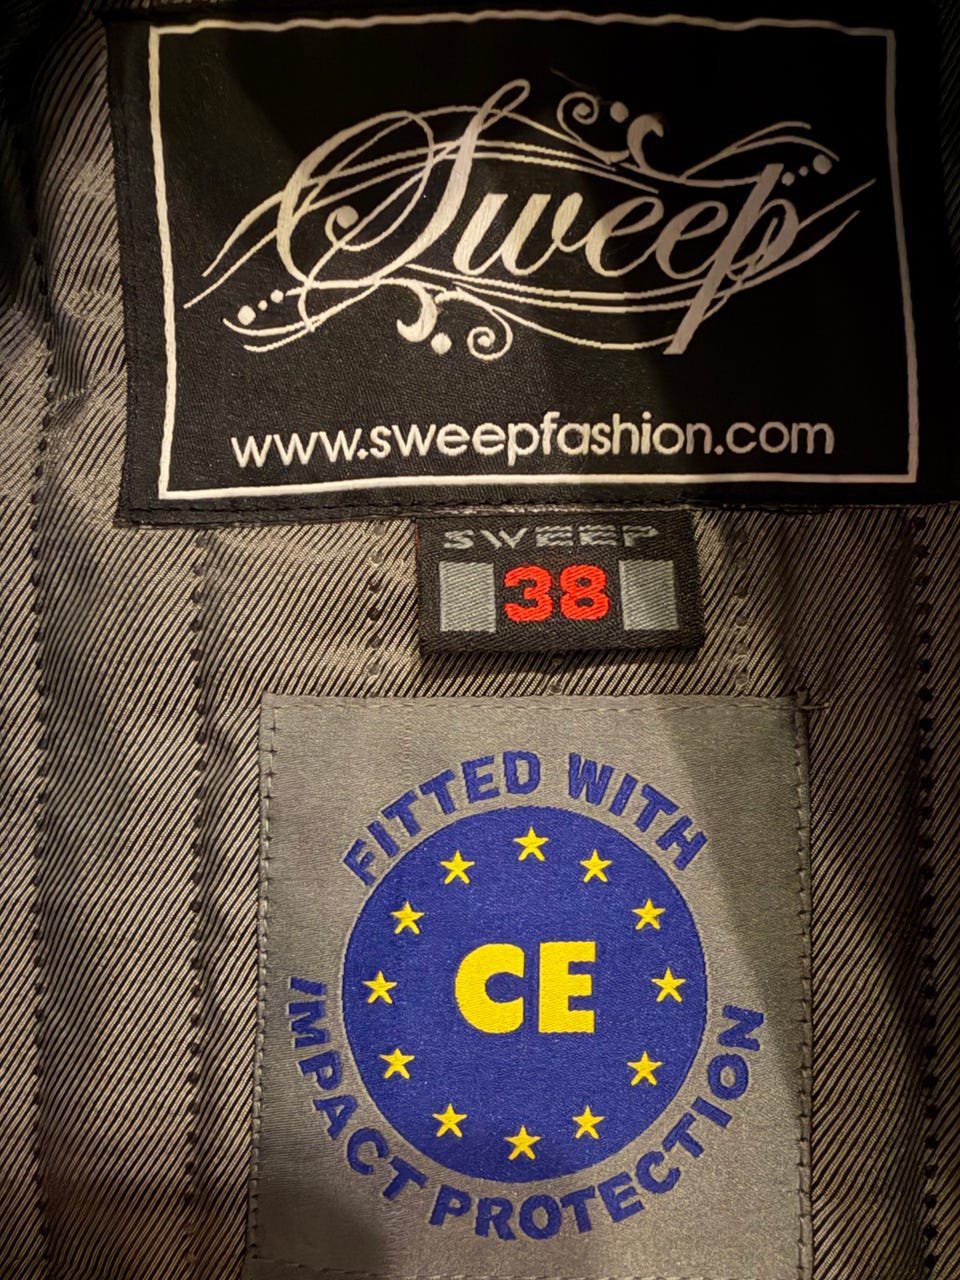 Sweep
www.sweepfashion.com
SWEEP
38
FITTED WITH
CE
IMPACT PROTECTION